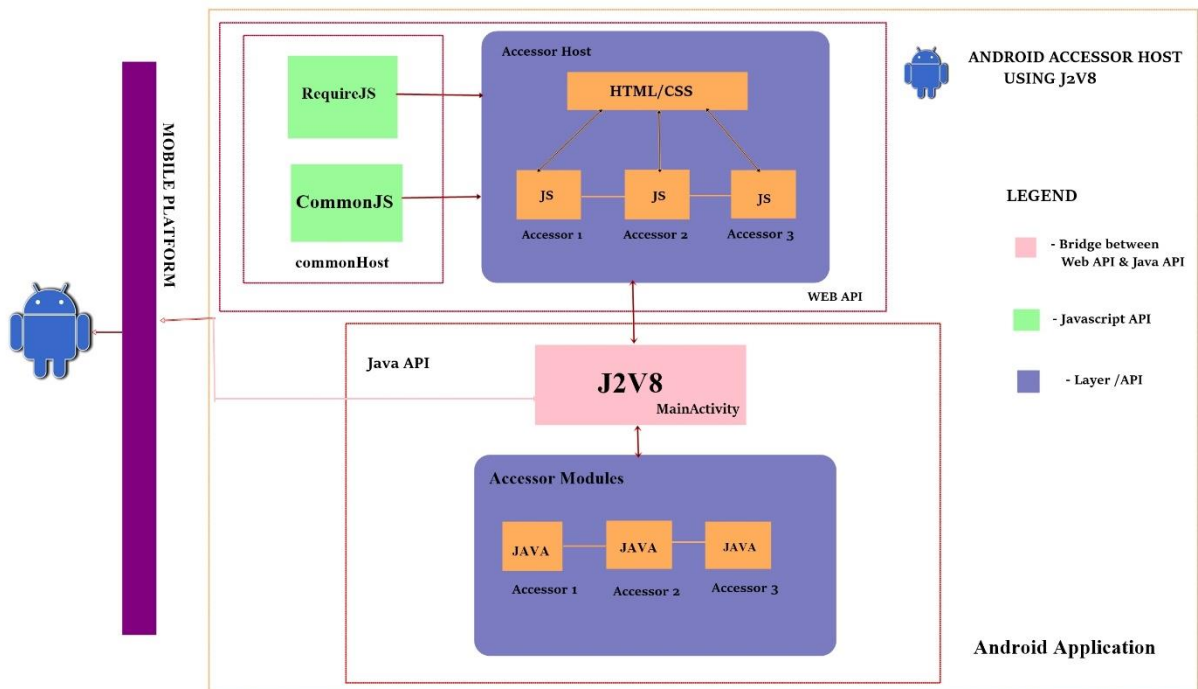 ANDROID ACCESSOR HOST
USING J2V8
MOBILE PLATFORM
Accessor Host
RequireJS
HTML/CSS
CommonJS
JS
JS
JS
Accessor 1
Accessor 2
Accessor 3
commonHost
WEB API
LEGEND
- Bridge between
Web API & Java API
- Javascript API
- Layer /API
Java API
J2V8
MainActivity
Accessor Modules
JAVA
JAVA
JAVA
Accessor 1
Accessor 2
Accessor 3
Android Application